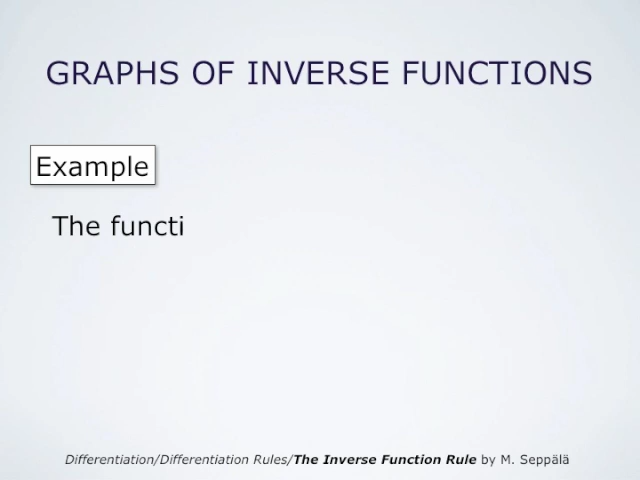 GRAPHS OF INVERSE FUNCTIONS
Example
The functi
Differentiation/Differentiation Rules/The Inverse Function Rule by M. Seppälä